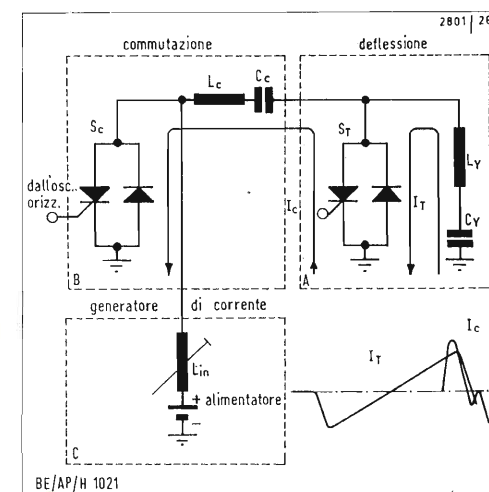 2801 28
commutazione
deflessione
Lc
Cc
Sc
ST
LY
dall'osc.
orizz.
Ic
IT
CY
B
A
generatore di corrente
Ic
IT
Lin
+ alimentatore
-
C
BE/AP/H 1021